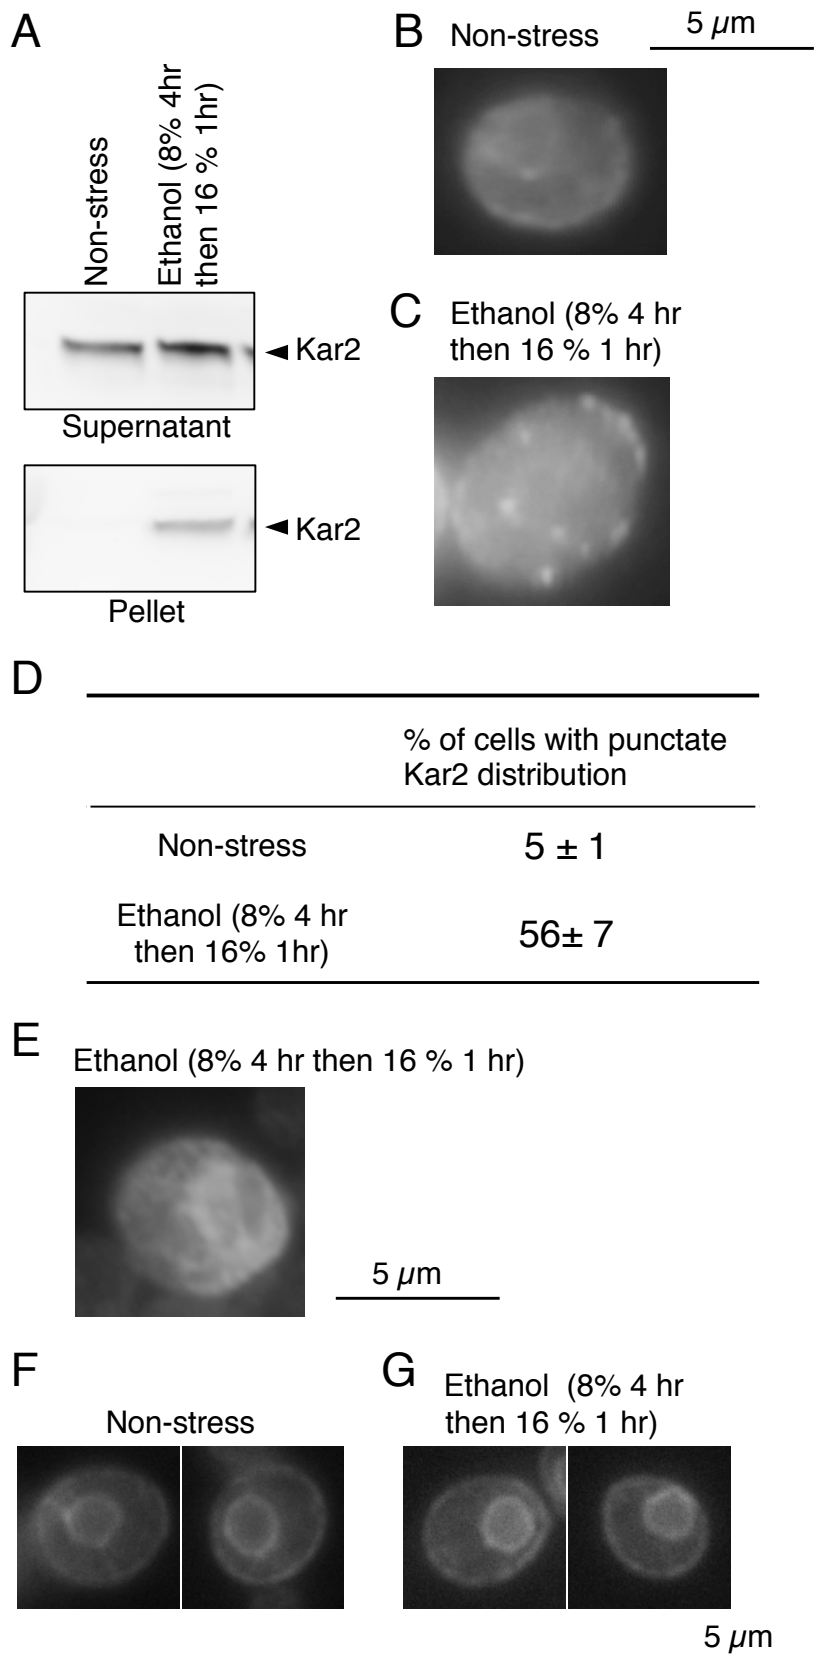 A
Non-stress
Ethanol (8% 4hr
then 16 % 1hr)
Kar2
Supernatant
Kar2
Pellet
B
Non-stress
5 µm
C
Ethanol (8% 4 hr
then 16 % 1 hr)
D
% of cells with punctate
Kar2 distribution
Non-stress
5 ± 1
Ethanol (8% 4 hr
then 16% 1hr)
56± 7
E
Ethanol (8% 4 hr then 16 % 1 hr)
5 µm
F
Non-stress
G
Ethanol (8% 4 hr
then 16 % 1 hr)
5 µm